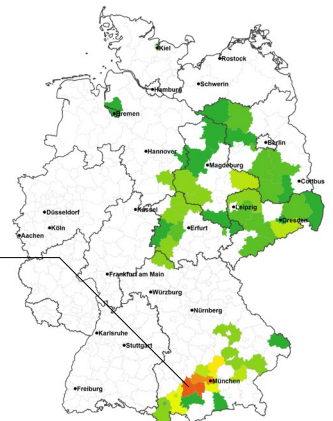 Kiel
Rostock
Schwerin
Hamburg
Bremen
Berlin
Hannover
Magdeburg
Cottbus
Leipzig
Kassel
Düsseldorf
Dresden
Köln
Erfurt
Aachen
Frankfurt am Main
Würzburg
Nürnberg
Karlsruhe
Stuttgart
München
Freiburg